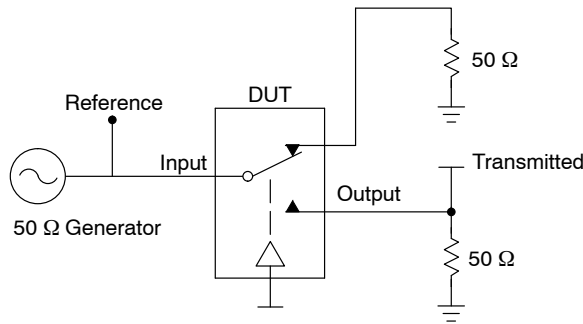 50 Ω
DUT
Reference
Input
Transmitted
Output
50 Ω Generator
50 Ω